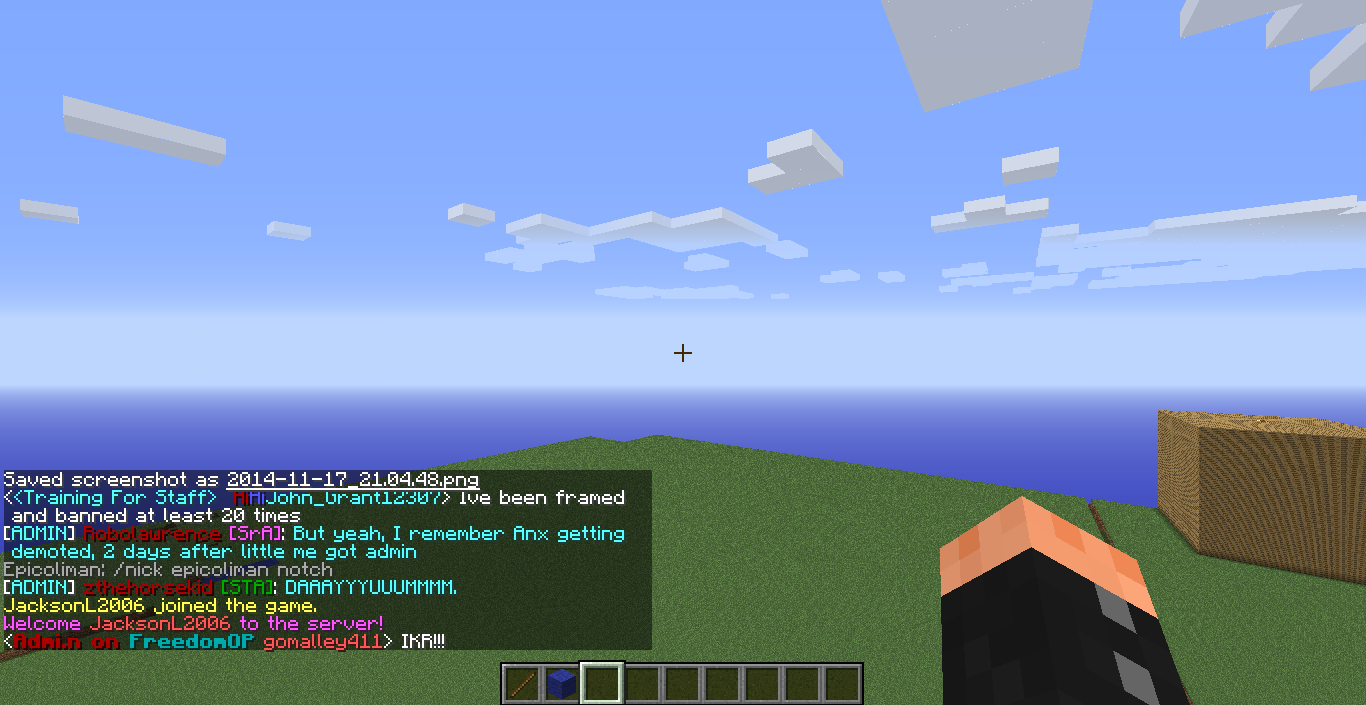 Saved screenshot as 2014-11-17_21.04.48.png
<<Training For Staff> John_Grant12307> Ive been framed
and banned at least 20 times
[ADMIN] Robolawrence [SrA]: But yeah, I remember Anx getting
demoted, 2 days after little me got admin
Epicoliman: /nick epicoliman notch
[ADMIN] zthehorsekid [STA]: DAAAYYYUUUMMMM.
JacksonL2006 joined the game.
Welcome JacksonL2006 to the server!
<Admin on FreedomOP gomalley411> IKR!!!